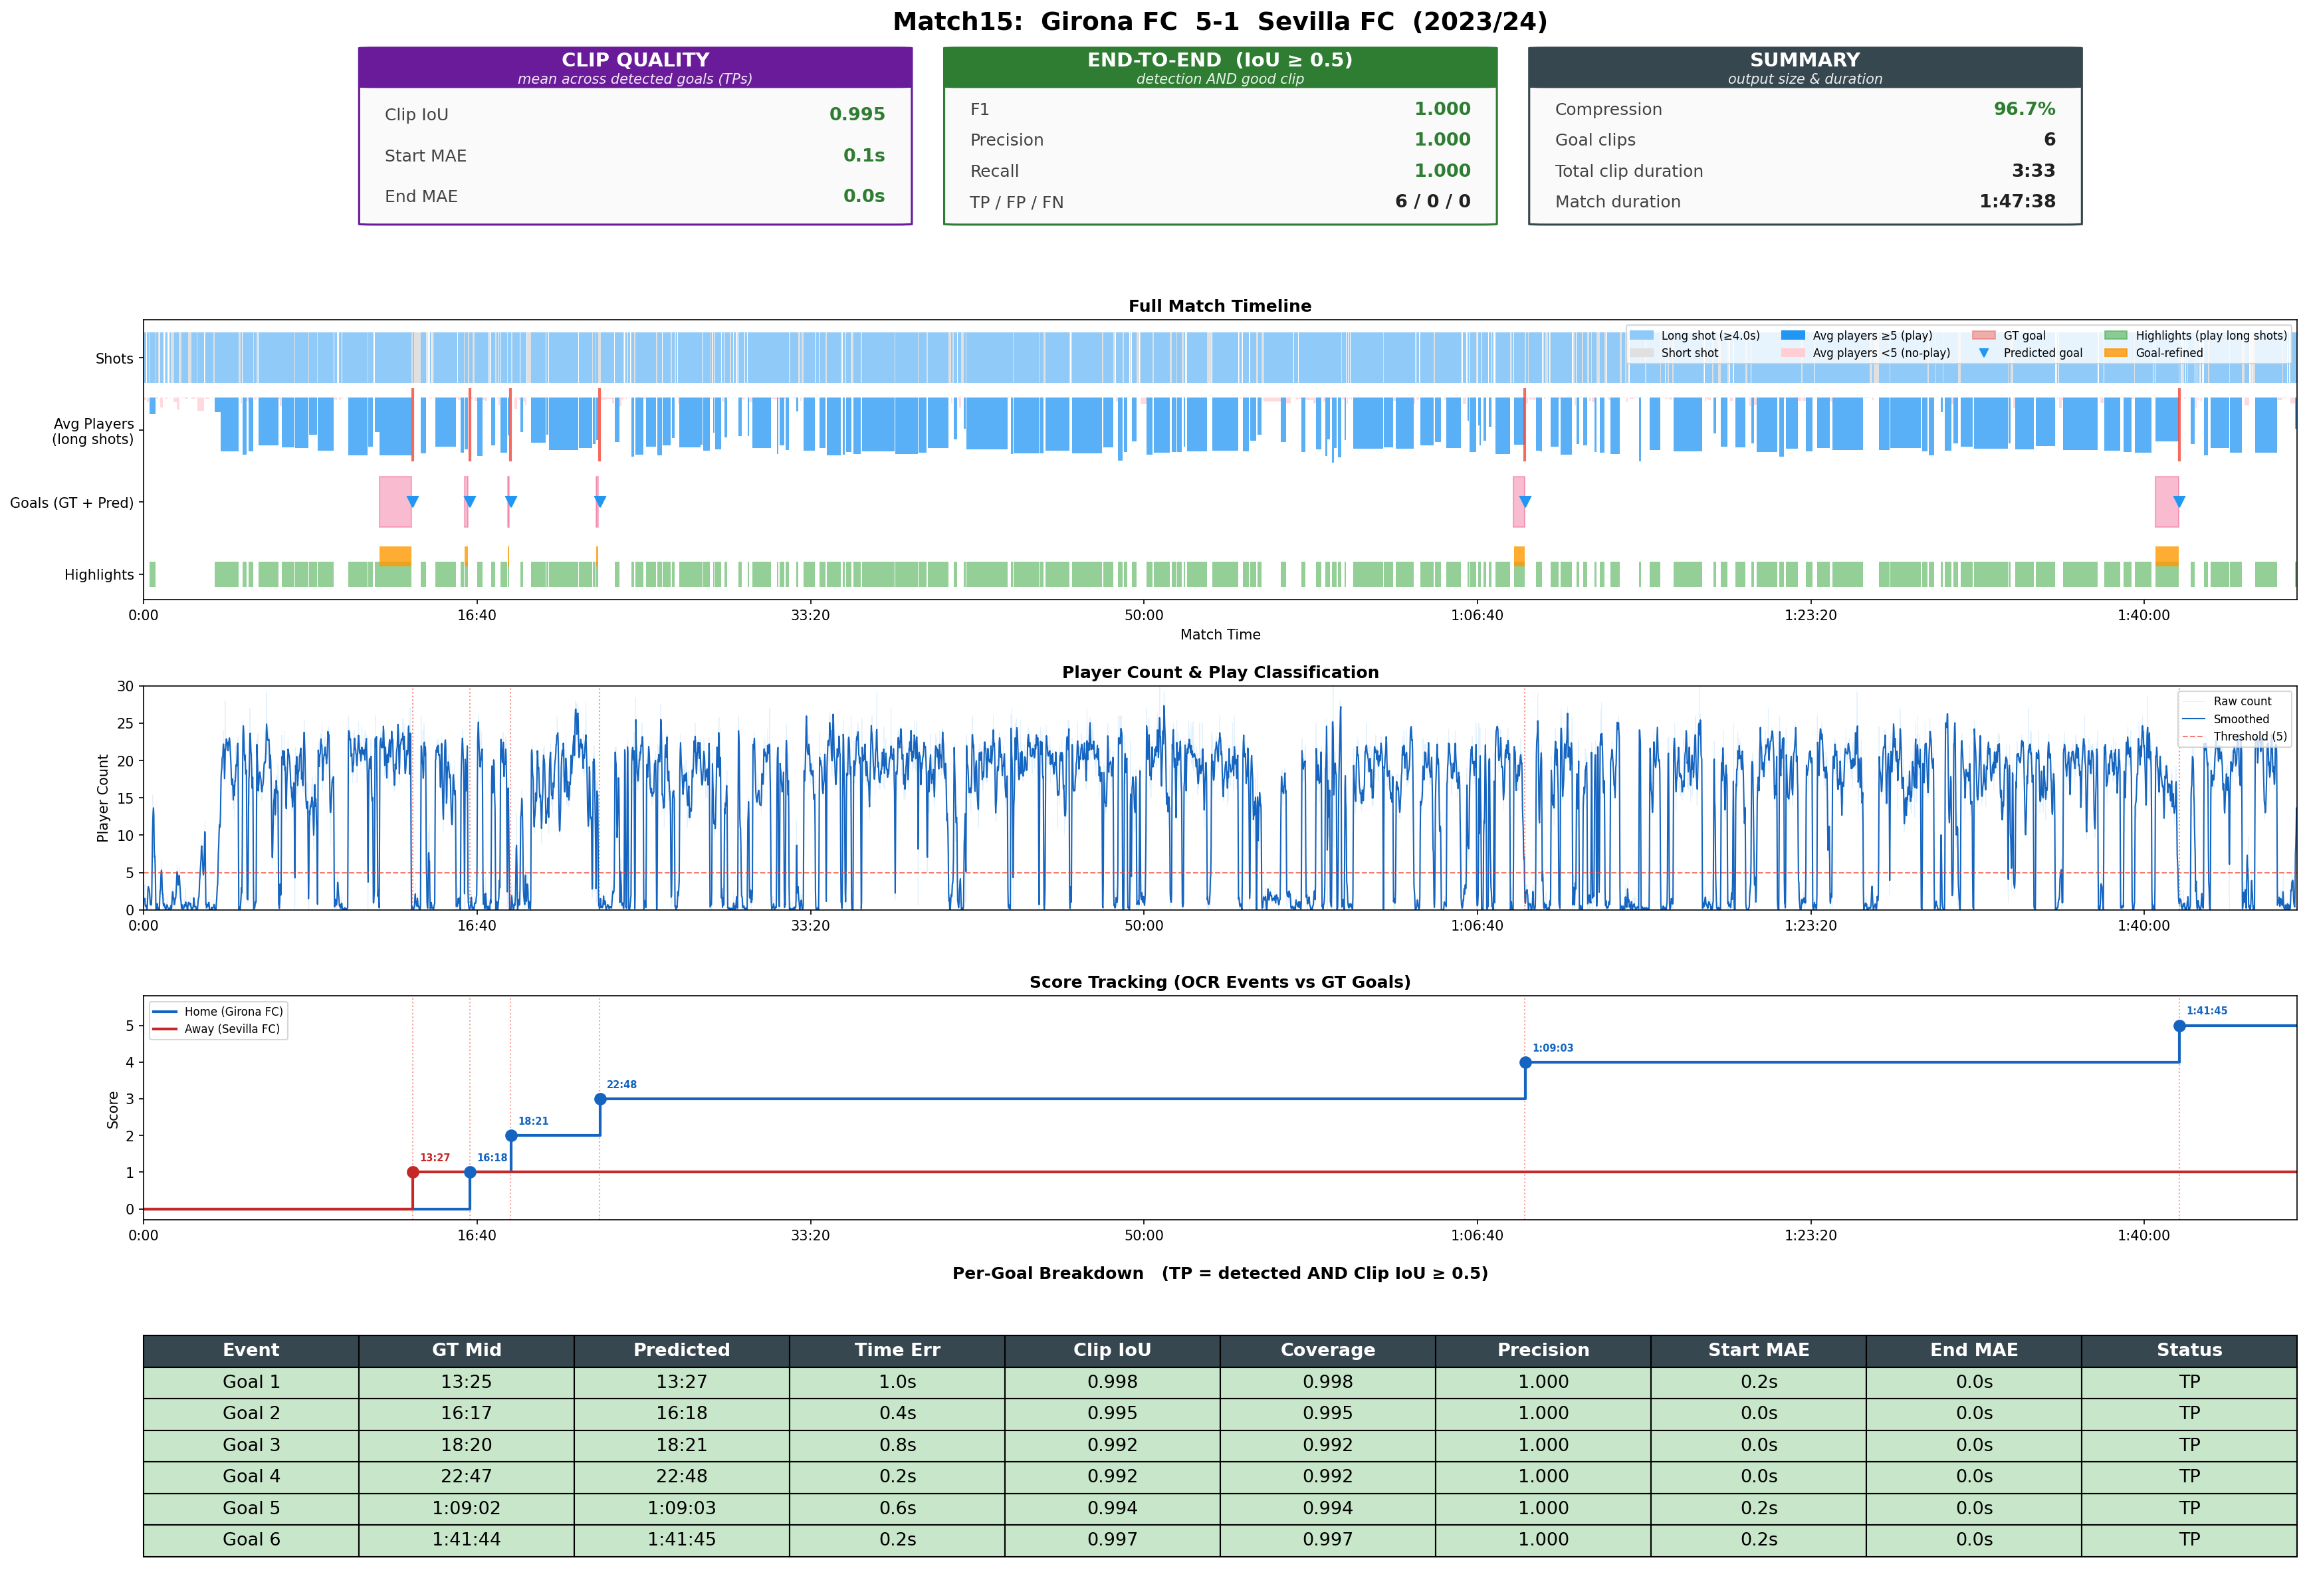 Match15:  Girona FC  5-1  Sevilla FC  (2023/24)
CLIP QUALITY
mean across detected goals (TPs)
Clip IoU 0.995
Start MAE 0.1s
End MAE 0.0s
END-TO-END  (IoU ≥ 0.5)
detection AND good clip
F1 1.000
Precision 1.000
Recall 1.000
TP / FP / FN 6 / 0 / 0
SUMMARY
output size & duration
Compression 96.7%
Goal clips 6
Total clip duration 3:33
Match duration 1:47:38
Full Match Timeline
Long shot (≥4.0s) Avg players ≥5 (play) GT goal Highlights (play long shots)
Short shot Avg players <5 (no-play) Predicted goal Goal-refined
Shots
Avg Players
(long shots)
Goals (GT + Pred)
Highlights
0:00 16:40 33:20 50:00 1:06:40 1:23:20 1:40:00
Match Time
Player Count & Play Classification
Player Count
30
25
20
15
10
5
0
Raw count
Smoothed
Threshold (5)
0:00 16:40 33:20 50:00 1:06:40 1:23:20 1:40:00
Score Tracking (OCR Events vs GT Goals)
Home (Girona FC)
Away (Sevilla FC)
Score
5
4
3
2
1
0
13:27
16:18
18:21
22:48
1:09:03
1:41:45
0:00 16:40 33:20 50:00 1:06:40 1:23:20 1:40:00
Per-Goal Breakdown   (TP = detected AND Clip IoU ≥ 0.5)
Event GT Mid Predicted Time Err Clip IoU Coverage Precision Start MAE End MAE Status
Goal 1 13:25 13:27 1.0s 0.998 0.998 1.000 0.2s 0.0s TP
Goal 2 16:17 16:18 0.4s 0.995 0.995 1.000 0.0s 0.0s TP
Goal 3 18:20 18:21 0.8s 0.992 0.992 1.000 0.0s 0.0s TP
Goal 4 22:47 22:48 0.2s 0.992 0.992 1.000 0.0s 0.0s TP
Goal 5 1:09:02 1:09:03 0.6s 0.994 0.994 1.000 0.2s 0.0s TP
Goal 6 1:41:44 1:41:45 0.2s 0.997 0.997 1.000 0.2s 0.0s TP